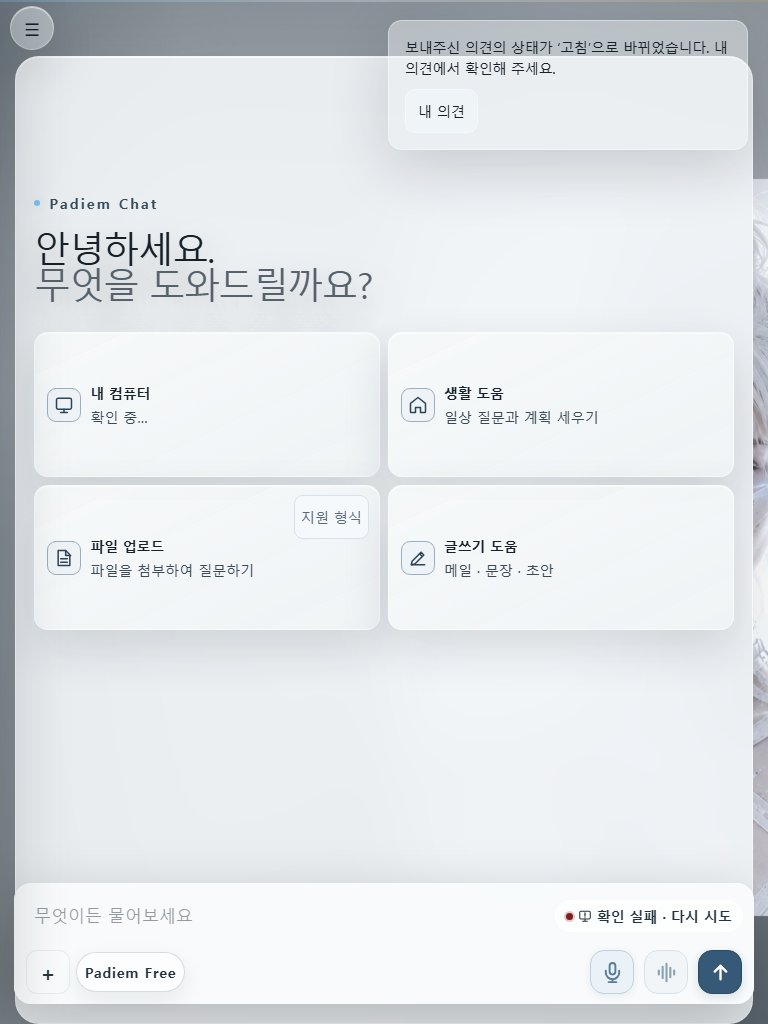 보내주신 의견의 상태가 ‘고침’으로 바뀌었습니다. 내
의견에서 확인해 주세요.
내 의견
Padiem Chat
안녕하세요.
무엇을 도와드릴까요?
내 컴퓨터
확인 중…
생활 도움
일상 질문과 계획 세우기
지원 형식
파일 업로드
파일을 첨부하여 질문하기
글쓰기 도움
메일 · 문장 · 초안
무엇이든 물어보세요
확인 실패 · 다시 시도
Padiem Free